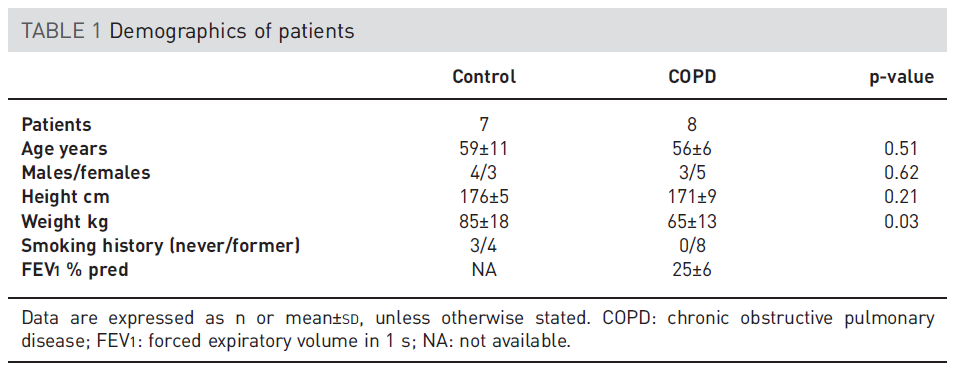 TABLE 1 Demographics of patients
Control COPD p-value
Patients 7 8
Age years 59±11 56±6 0.51
Males/females 4/3 3/5 0.62
Height cm 176±5 171±9 0.21
Weight kg 85±18 65±13 0.03
Smoking history (never/former) 3/4 0/8
FEV1 % pred NA 25±6
Data are expressed as n or mean±SD, unless otherwise stated. COPD: chronic obstructive pulmonary
disease; FEV1: forced expiratory volume in 1 s; NA: not available.